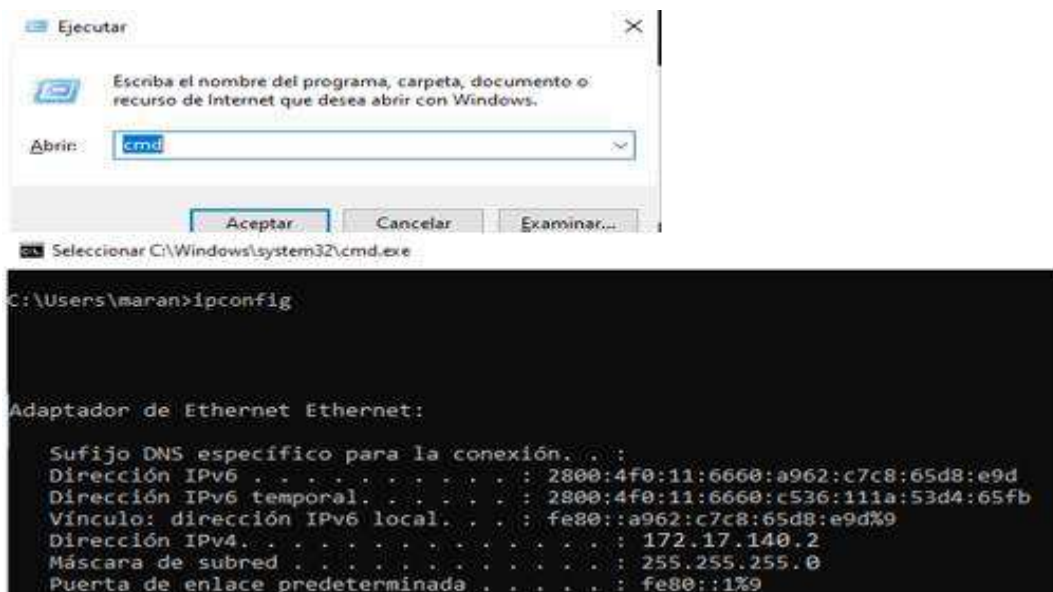 Ejecutar
Escriba el nombre del programa, carpeta, documento o
recurso de Internet que desea abrir con Windows.
Abrir: cmd
Aceptar Cancelar Examinar...
Seleccionar C:\Windows\system32\cmd.exe
C:\Users\maran>ipconfig
Adaptador de Ethernet Ethernet:
Sufijo DNS específico para la conexión. . :
Dirección IPv6 . . . . . . . . . . : 2800:4f0:11:6660:a962:c7c8:65d8:e9d
Dirección IPv6 temporal. . . . . . : 2800:4f0:11:6660:c536:111a:53d4:65fb
Vínculo: dirección IPv6 local. . . : fe80::a962:c7c8:65d8:e9d%9
Dirección IPv4. . . . . . . . . . . . . . : 172.17.140.2
Máscara de subred . . . . . . . . . . . . : 255.255.255.0
Puerta de enlace predeterminada . . . . . : fe80::1%9